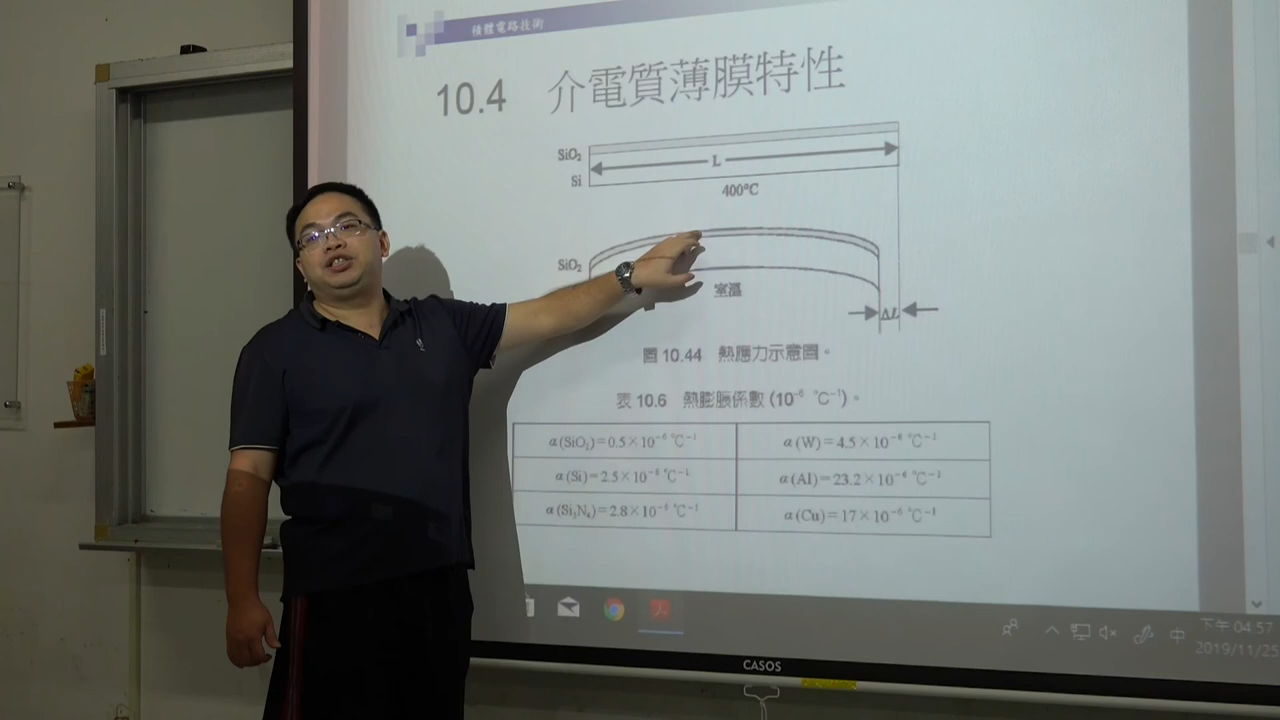 積體電路技術
10.4 介電質薄膜特性
SiO₂
L
Si
400°C
SiO₂
室溫
ΔL
圖 10.44 熱應力示意圖。
表 10.6 熱膨脹係數 (10⁻⁶ °C⁻¹)。
α(SiO₂)=0.5×10⁻⁶ °C⁻¹ α(W)=4.5×10⁻⁶ °C⁻¹
α(Si)=2.5×10⁻⁶ °C⁻¹ α(Al)=23.2×10⁻⁶ °C⁻¹
α(Si₃N₄)=2.8×10⁻⁶ °C⁻¹ α(Cu)=17×10⁻⁶ °C⁻¹
中
下午 04:57
2019/11/25
CASOS